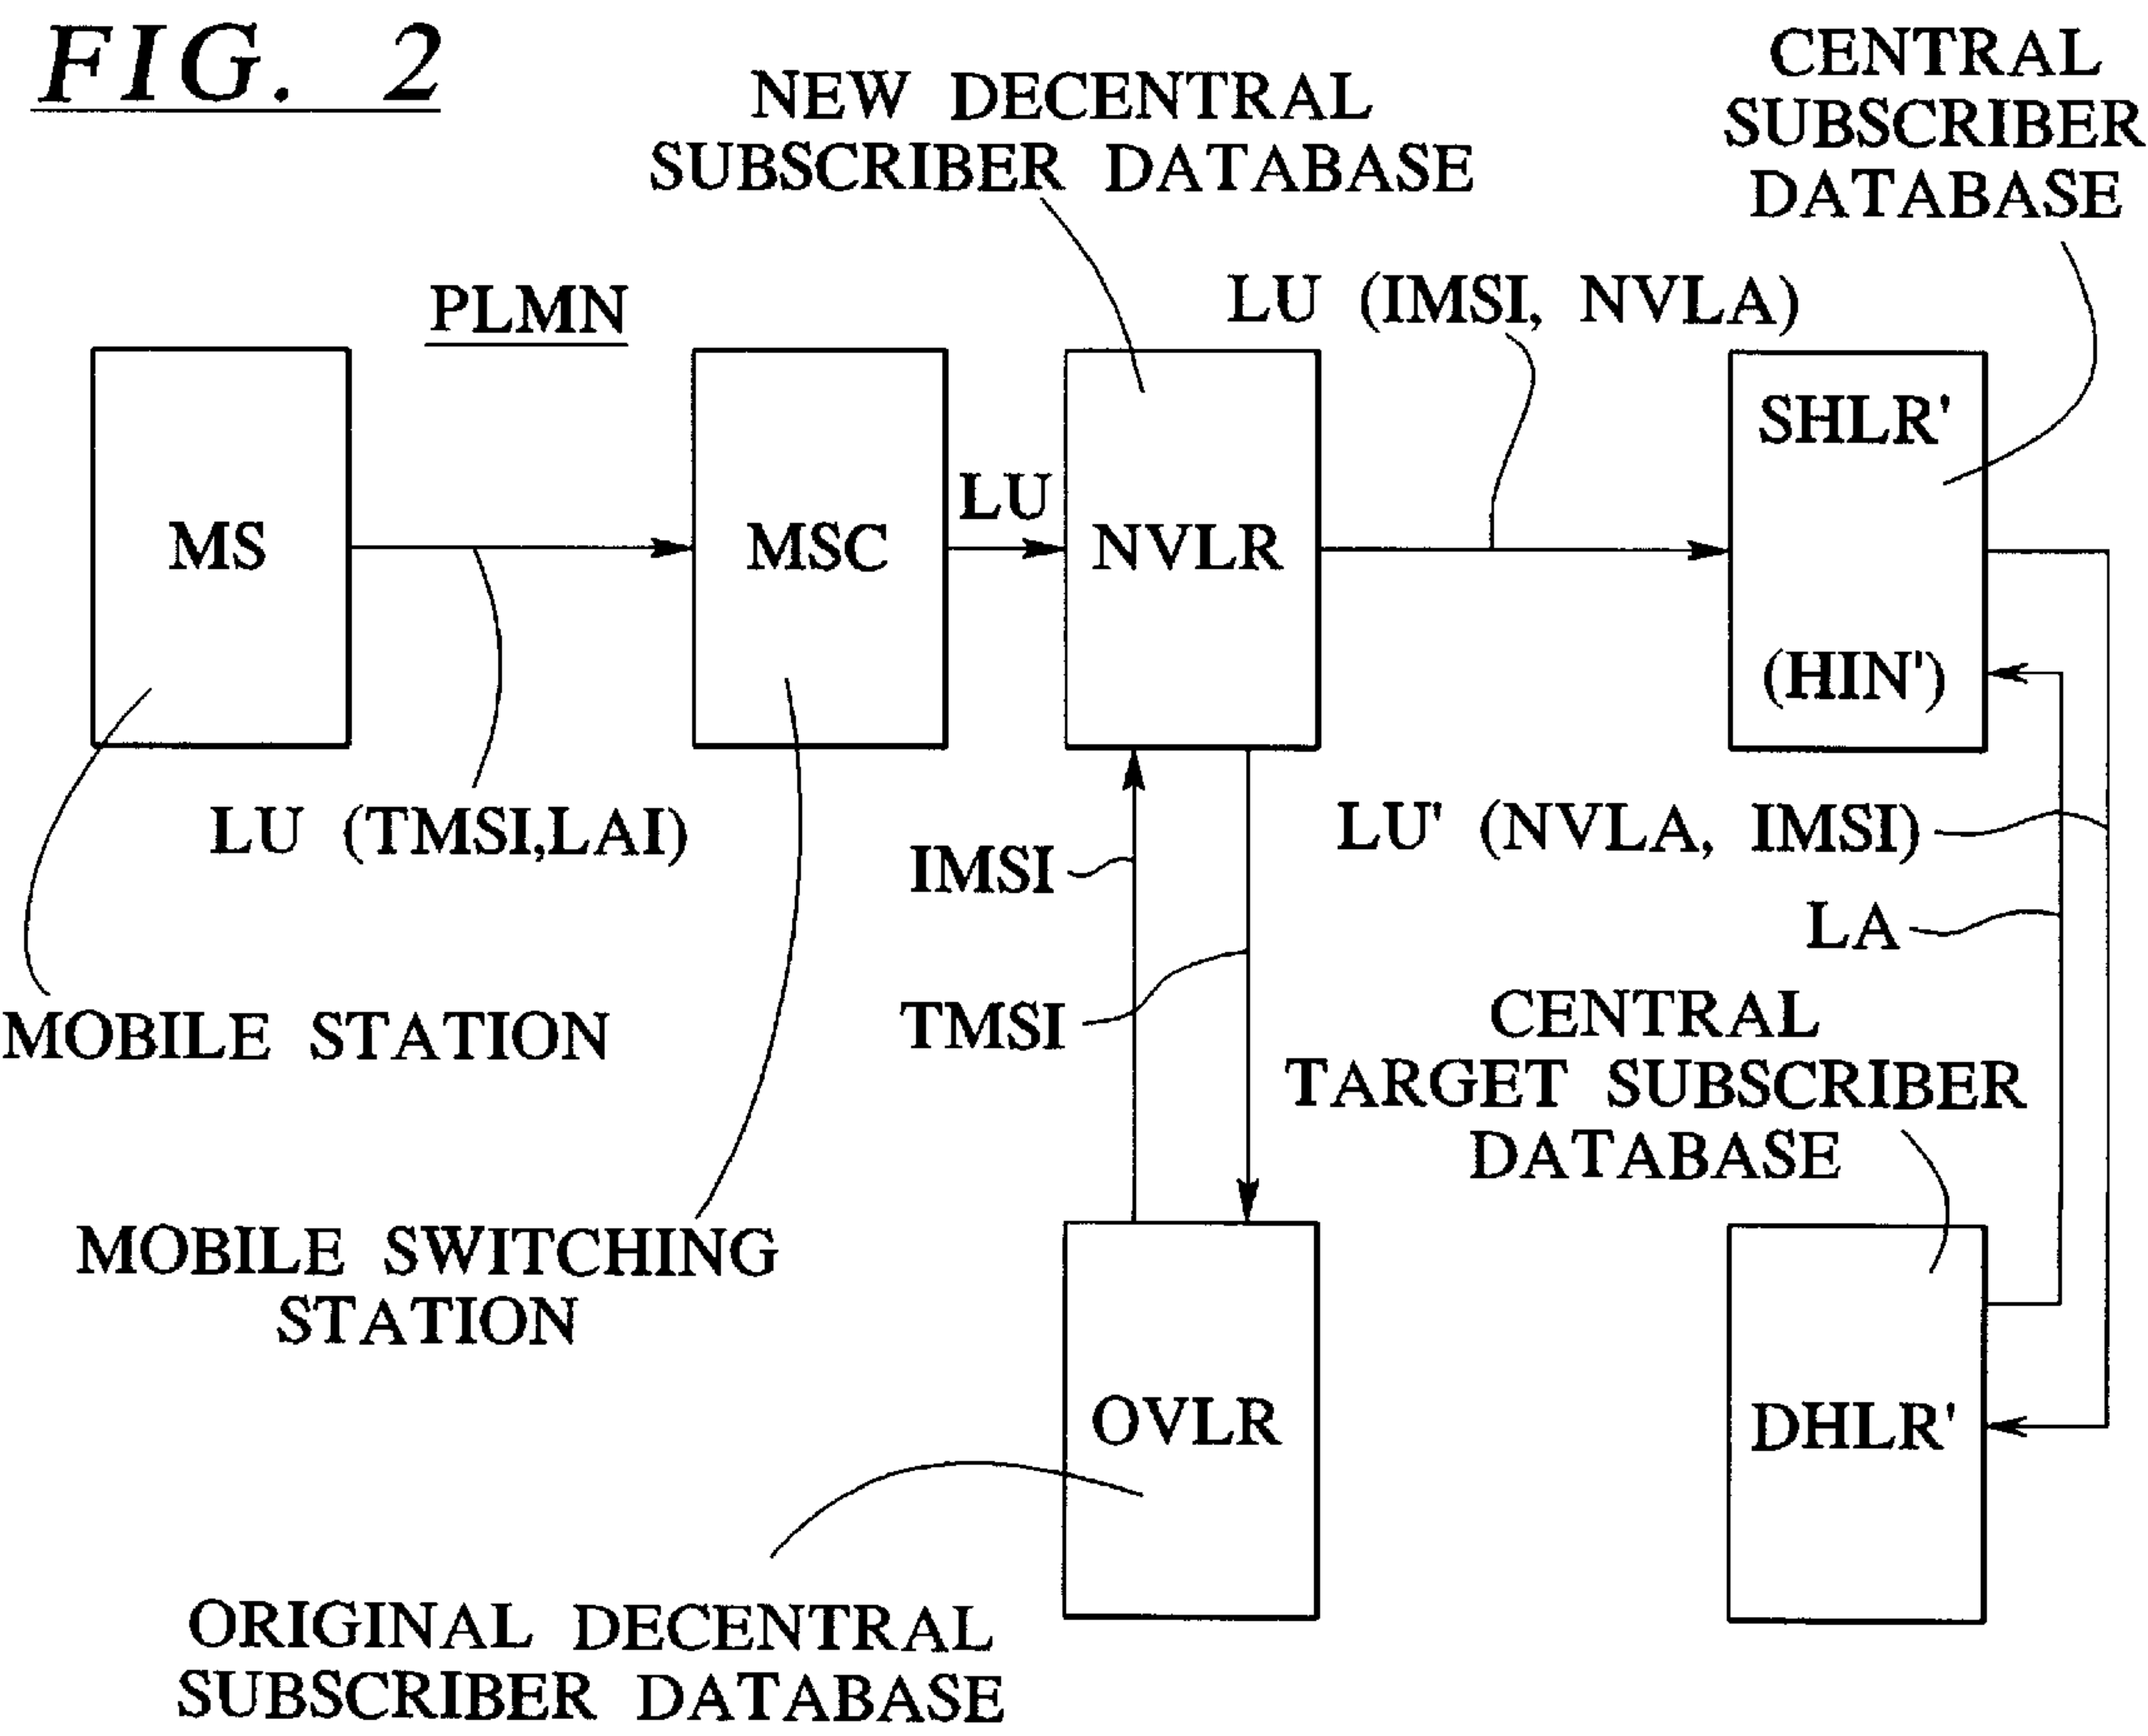 FIG. 2
NEW DECENTRAL
SUBSCRIBER DATABASE
CENTRAL
SUBSCRIBER
DATABASE
PLMN
LU (IMSI, NVLA)
MS
MSC
LU
NVLR
SHLR'
(HIN')
LU (TMSI,LAI)
IMSI
LU' (NVLA, IMSI)
LA
TMSI
MOBILE STATION
CENTRAL
TARGET SUBSCRIBER
DATABASE
MOBILE SWITCHING
STATION
OVLR
DHLR'
ORIGINAL DECENTRAL
SUBSCRIBER DATABASE